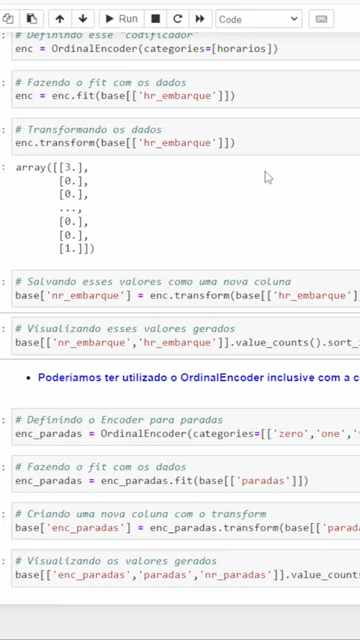 Run
Code
# Definindo esse "codificador"
enc = OrdinalEncoder(categories=[horarios])
# Fazendo o fit com os dados
enc = enc.fit(base[['hr_embarque']])
# Transformando os dados
enc.transform(base[['hr_embarque']])
: array([[3.],
[0.],
[0.],
...,
[0.],
[0.],
[1.]])
# Salvando esses valores como uma nova coluna
base['nr_embarque'] = enc.transform(base[['hr_embarque']
# Visualizando esses valores gerados
base[['nr_embarque','hr_embarque']].value_counts().sort_
• Poderiamos ter utilizado o OrdinalEncoder inclusive com a
# Definindo o Encoder para paradas
enc_paradas = OrdinalEncoder(categories=[['zero','one','
# Fazendo o fit com os dados
enc_paradas = enc_paradas.fit(base[['paradas']])
# Criando uma nova coluna com o transform
base['enc_paradas'] = enc_paradas.transform(base[['parada
# Visualizando os valores gerados
base[['enc_paradas','paradas','nr_paradas']].value_counts